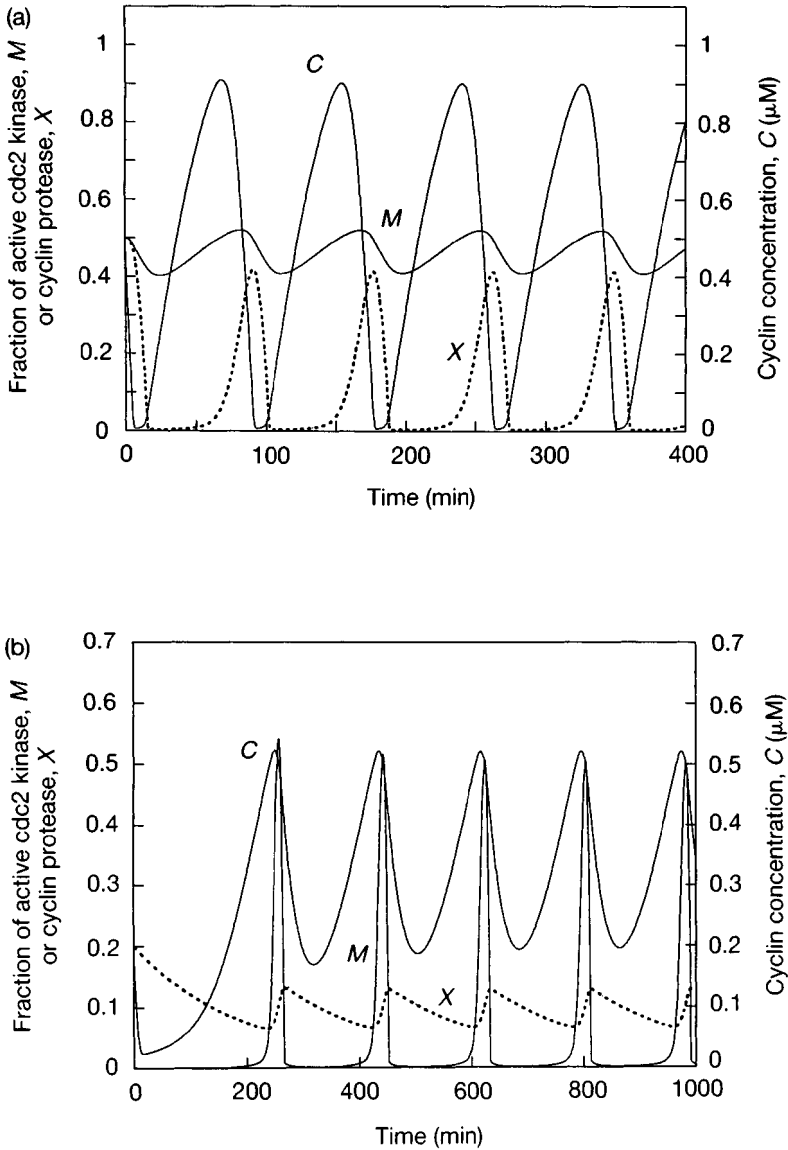 (a)
Fraction of active cdc2 kinase, M
or cyclin protease, X
1
0.8
0.6
0.4
0.2
0
C
M
X
1
0.8
0.6
0.4
0.2
0
Cyclin concentration, C (μM)
0 100 200 300 400
Time (min)
(b)
Fraction of active cdc2 kinase, M
or cyclin protease, X
0.7
0.6
0.5
0.4
0.3
0.2
0.1
0
C
M
X
0.7
0.6
0.5
0.4
0.3
0.2
0.1
0
Cyclin concentration, C (μM)
0 200 400 600 800 1000
Time (min)